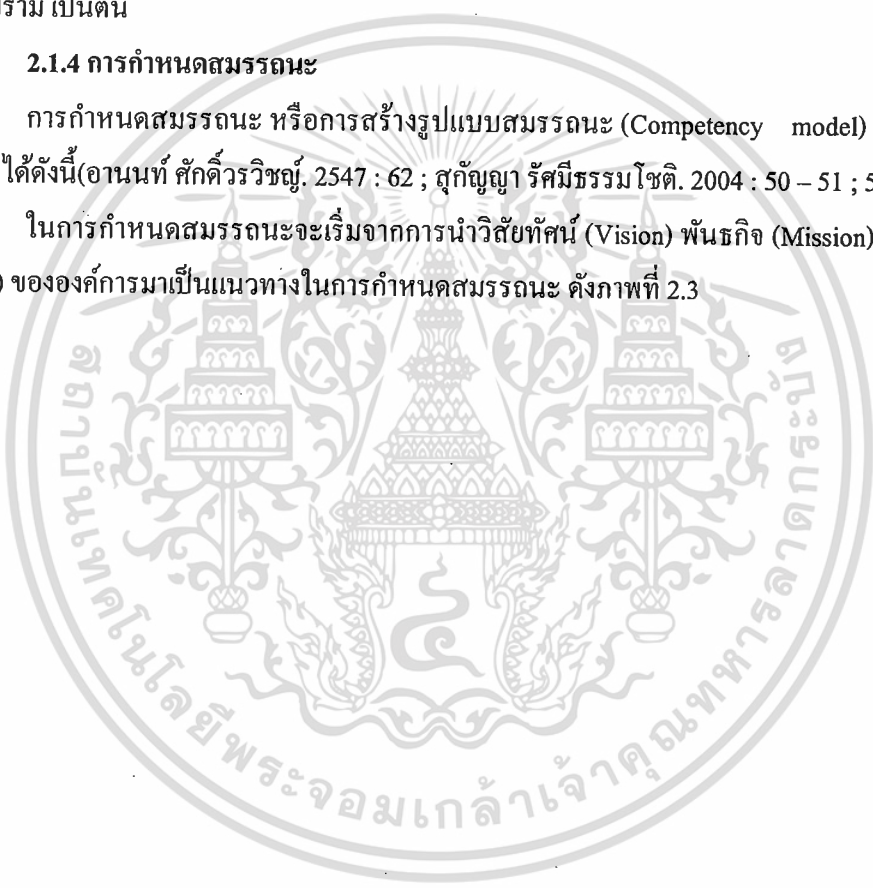 เป็นต้น
2.1.4 การกำหนดสมรรถนะ
การกำหนดสมรรถนะ หรือการสร้างรูปแบบสมรรถนะ (Competency model)
ได้ดังนี้(อานนท์ ศักดิ์วรวิชญ์. 2547 : 62 ; สุกัญญา รัศมีธรรมโชติ. 2004 : 50 – 51 ; 5
ในการกำหนดสมรรถนะจะเริ่มจากการนำวิสัยทัศน์ (Vision) พันธกิจ (Mission)
) ขององค์การมาเป็นแนวทางในการกำหนดสมรรถนะ ดังภาพที่ 2.3
สถาบันเทคโนโลยีพระจอมเกล้าเจ้าคุณทหารลาดกระบัง